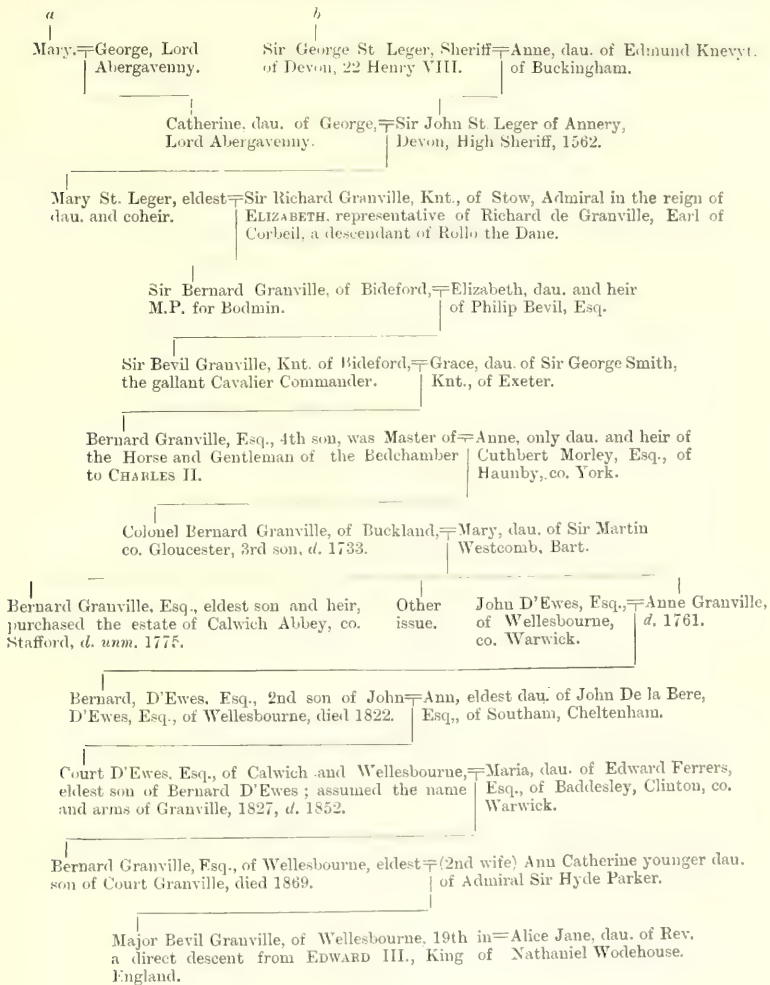 a b
Mary.=George, Lord Sir George St Leger, Sheriff=Anne, dau. of Edmund Knevyt.
Abergavenny. of Devon, 22 Henry VIII. of Buckingham.
Catherine, dau. of George,=Sir John St. Leger of Annery,
Lord Abergavenny. Devon, High Sheriff, 1562.
Mary St. Leger, eldest=Sir Richard Granville, Knt., of Stow, Admiral in the reign of
dau. and coheir. ELIZABETH, representative of Richard de Granville, Earl of
Corbeil, a descendant of Rollo the Dane.
Sir Bernard Granville, of Bideford,=Elizabeth, dau. and heir
M.P. for Bodmin. of Philip Bevil, Esq.
Sir Bevil Granville, Knt. of Bideford,=Grace, dau. of Sir George Smith,
the gallant Cavalier Commander. Knt., of Exeter.
Bernard Granville, Esq., 4th son, was Master of=Anne, only dau. and heir of
the Horse and Gentleman of the Bedchamber Cuthbert Morley, Esq., of
to CHARLES II. Haunby, co. York.
Colonel Bernard Granville, of Buckland,=Mary, dau. of Sir Martin
co. Gloucester, 3rd son, d. 1733. Westcomb, Bart.
Bernard Granville, Esq., eldest son and heir, Other John D'Ewes, Esq.,=Anne Granville,
purchased the estate of Calwich Abbey, co. issue. of Wellesbourne, d. 1761.
Stafford, d. unm. 1775. co. Warwick.
Bernard, D'Ewes, Esq., 2nd son of John=Ann, eldest dau. of John De la Bere,
D'Ewes, Esq., of Wellesbourne, died 1822. Esq,, of Southam, Cheltenham.
Court D'Ewes, Esq., of Calwich and Wellesbourne,=Maria, dau. of Edward Ferrers,
eldest son of Bernard D'Ewes ; assumed the name Esq., of Baddesley, Clinton, co.
and arms of Granville, 1827, d. 1852. Warwick.
Bernard Granville, Esq., of Wellesbourne, eldest=(2nd wife) Ann Catherine younger dau.
son of Court Granville, died 1869. of Admiral Sir Hyde Parker.
Major Bevil Granville, of Wellesbourne, 19th in=Alice Jane, dau. of Rev.
a direct descent from EDWARD III., King of Nathaniel Wodehouse.
England.